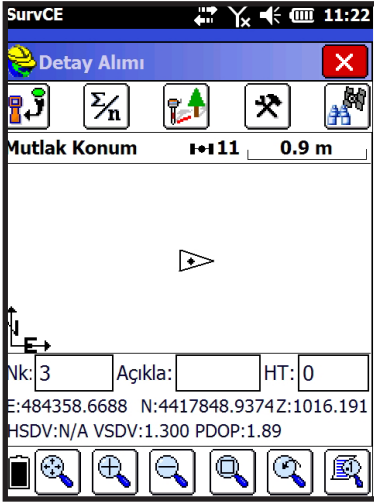 SurvCE 11:22
Detay Alımı
Σ/n
Mutlak Konum 11 0.9 m
N
E
Nk: 3 Açıkla: HT: 0
E:484358.6688 N:4417848.9374 Z:1016.191
HSDV:N/A VSDV:1.300 PDOP:1.89